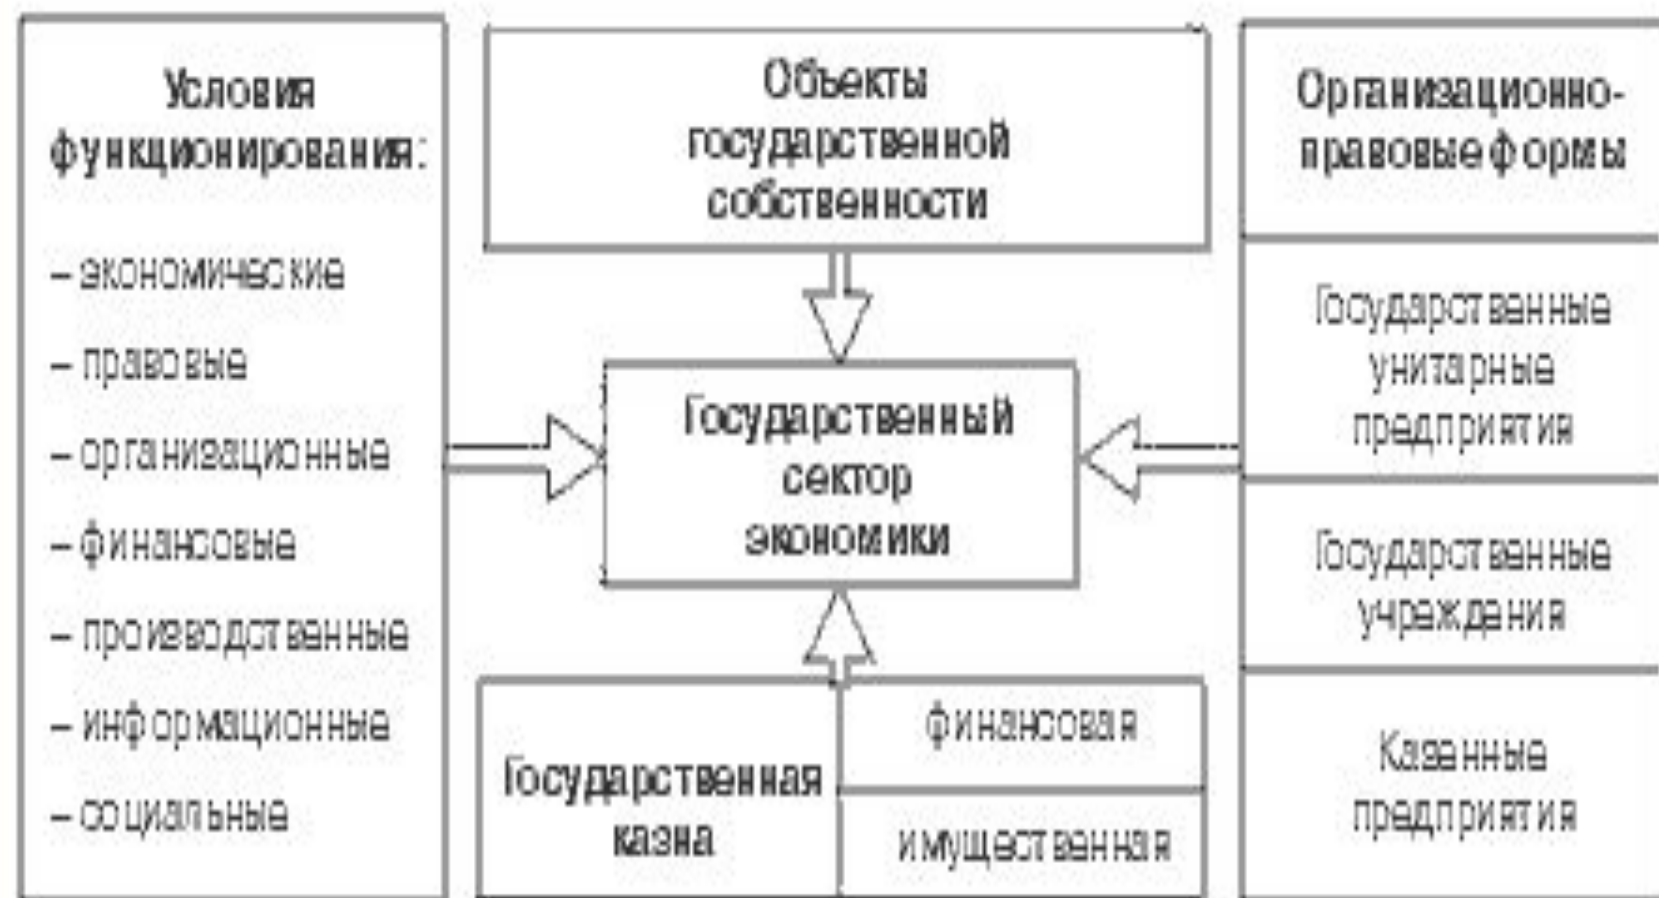 Условия
функционирования:
– экономические
– правовые
– организационные
– финансовые
– производственные
– информационные
– социальные
Объекты
государственной
собственности
Государственный
сектор
экономики
Государственная
казна
финансовая
имущественная
Организационно-
правовые формы
Государственные
унитарные
предприятия
Государственные
учреждения
Казенные
предприятия